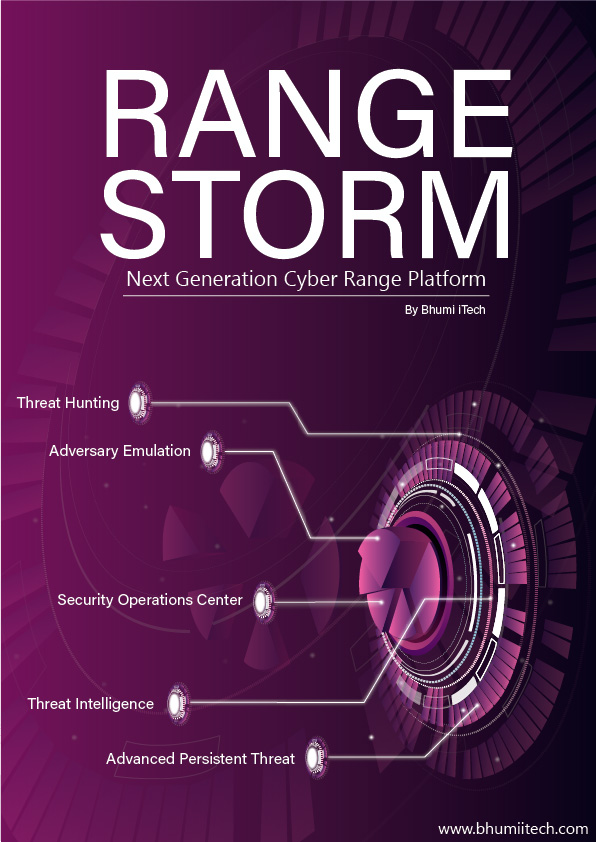 RANGE
STORM
Next Generation Cyber Range Platform
By Bhumi iTech
Threat Hunting
Adversary Emulation
Security Operations Center
Threat Intelligence
Advanced Persistent Threat
www.bhumiitech.com